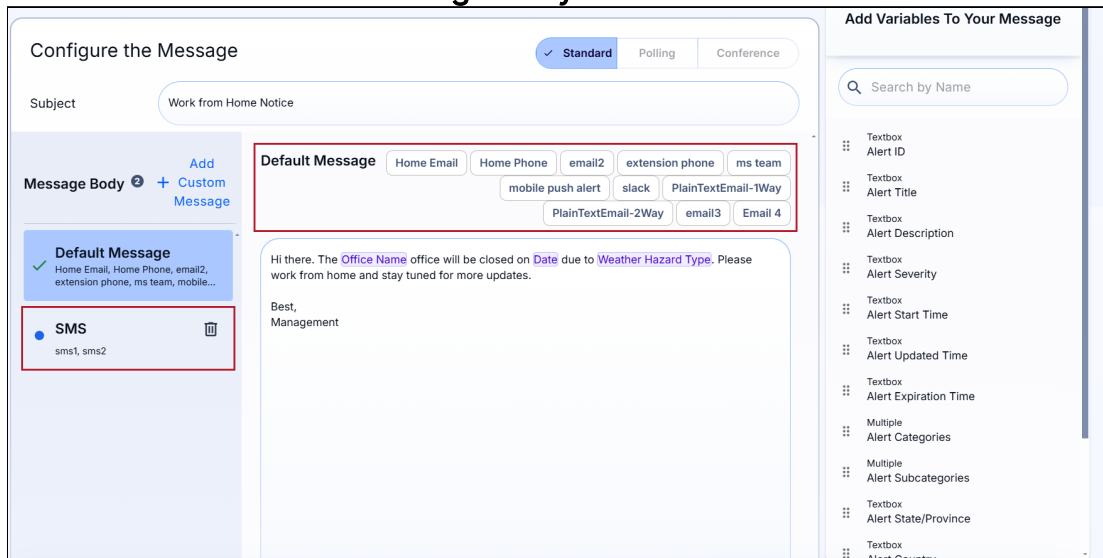 Add Variables To Your Message
Configure the Message
Standard
Polling
Conference
Subject
Work from Home Notice
Search by Name
Message Body 2
+ Add Custom Message
Default Message
Home Email, Home Phone, email2,
extension phone, ms team, mobile...
SMS
sms1, sms2
Default Message
Home Email
Home Phone
email2
extension phone
ms team
mobile push alert
slack
PlainTextEmail-1Way
PlainTextEmail-2Way
email3
Email 4
Hi there. The Office Name office will be closed on Date due to Weather Hazard Type. Please
work from home and stay tuned for more updates.
Best,
Management
Textbox
Alert ID
Textbox
Alert Title
Textbox
Alert Description
Textbox
Alert Severity
Textbox
Alert Start Time
Textbox
Alert Updated Time
Textbox
Alert Expiration Time
Multiple
Alert Categories
Multiple
Alert Subcategories
Textbox
Alert State/Province
Textbox